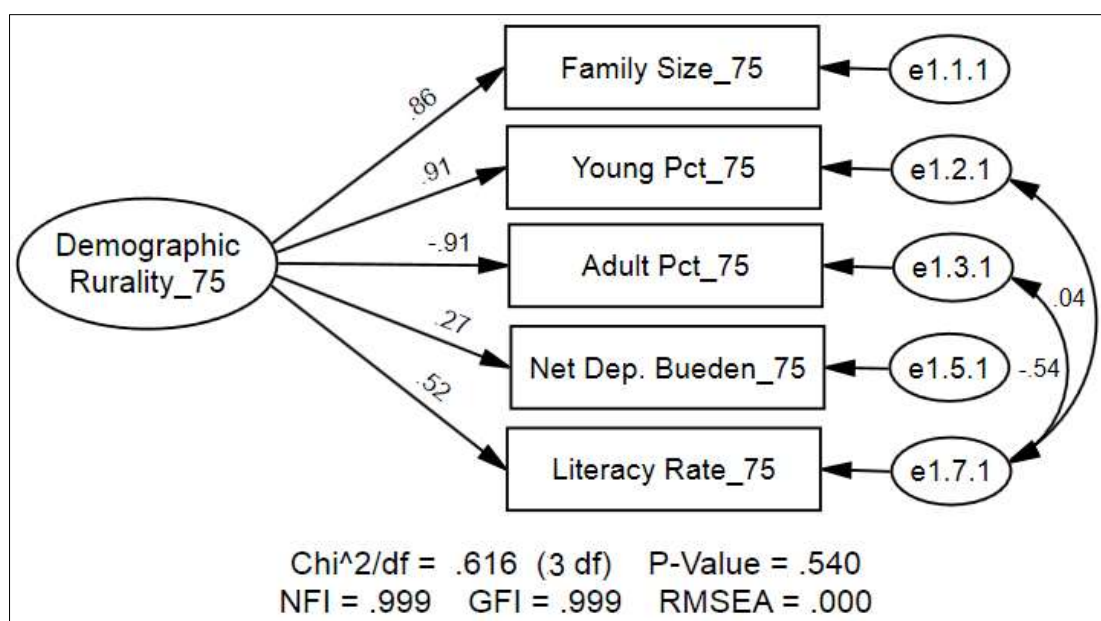 Family Size_75
e1.1.1
.86
Young Pct_75
e1.2.1
.91
Demographic
Rurality_75
-.91
Adult Pct_75
e1.3.1
.04
.27
Net Dep. Bueden_75
e1.5.1
-.54
.52
Literacy Rate_75
e1.7.1
Chi^2/df = .616 (3 df) P-Value = .540
NFI = .999 GFI = .999 RMSEA = .000